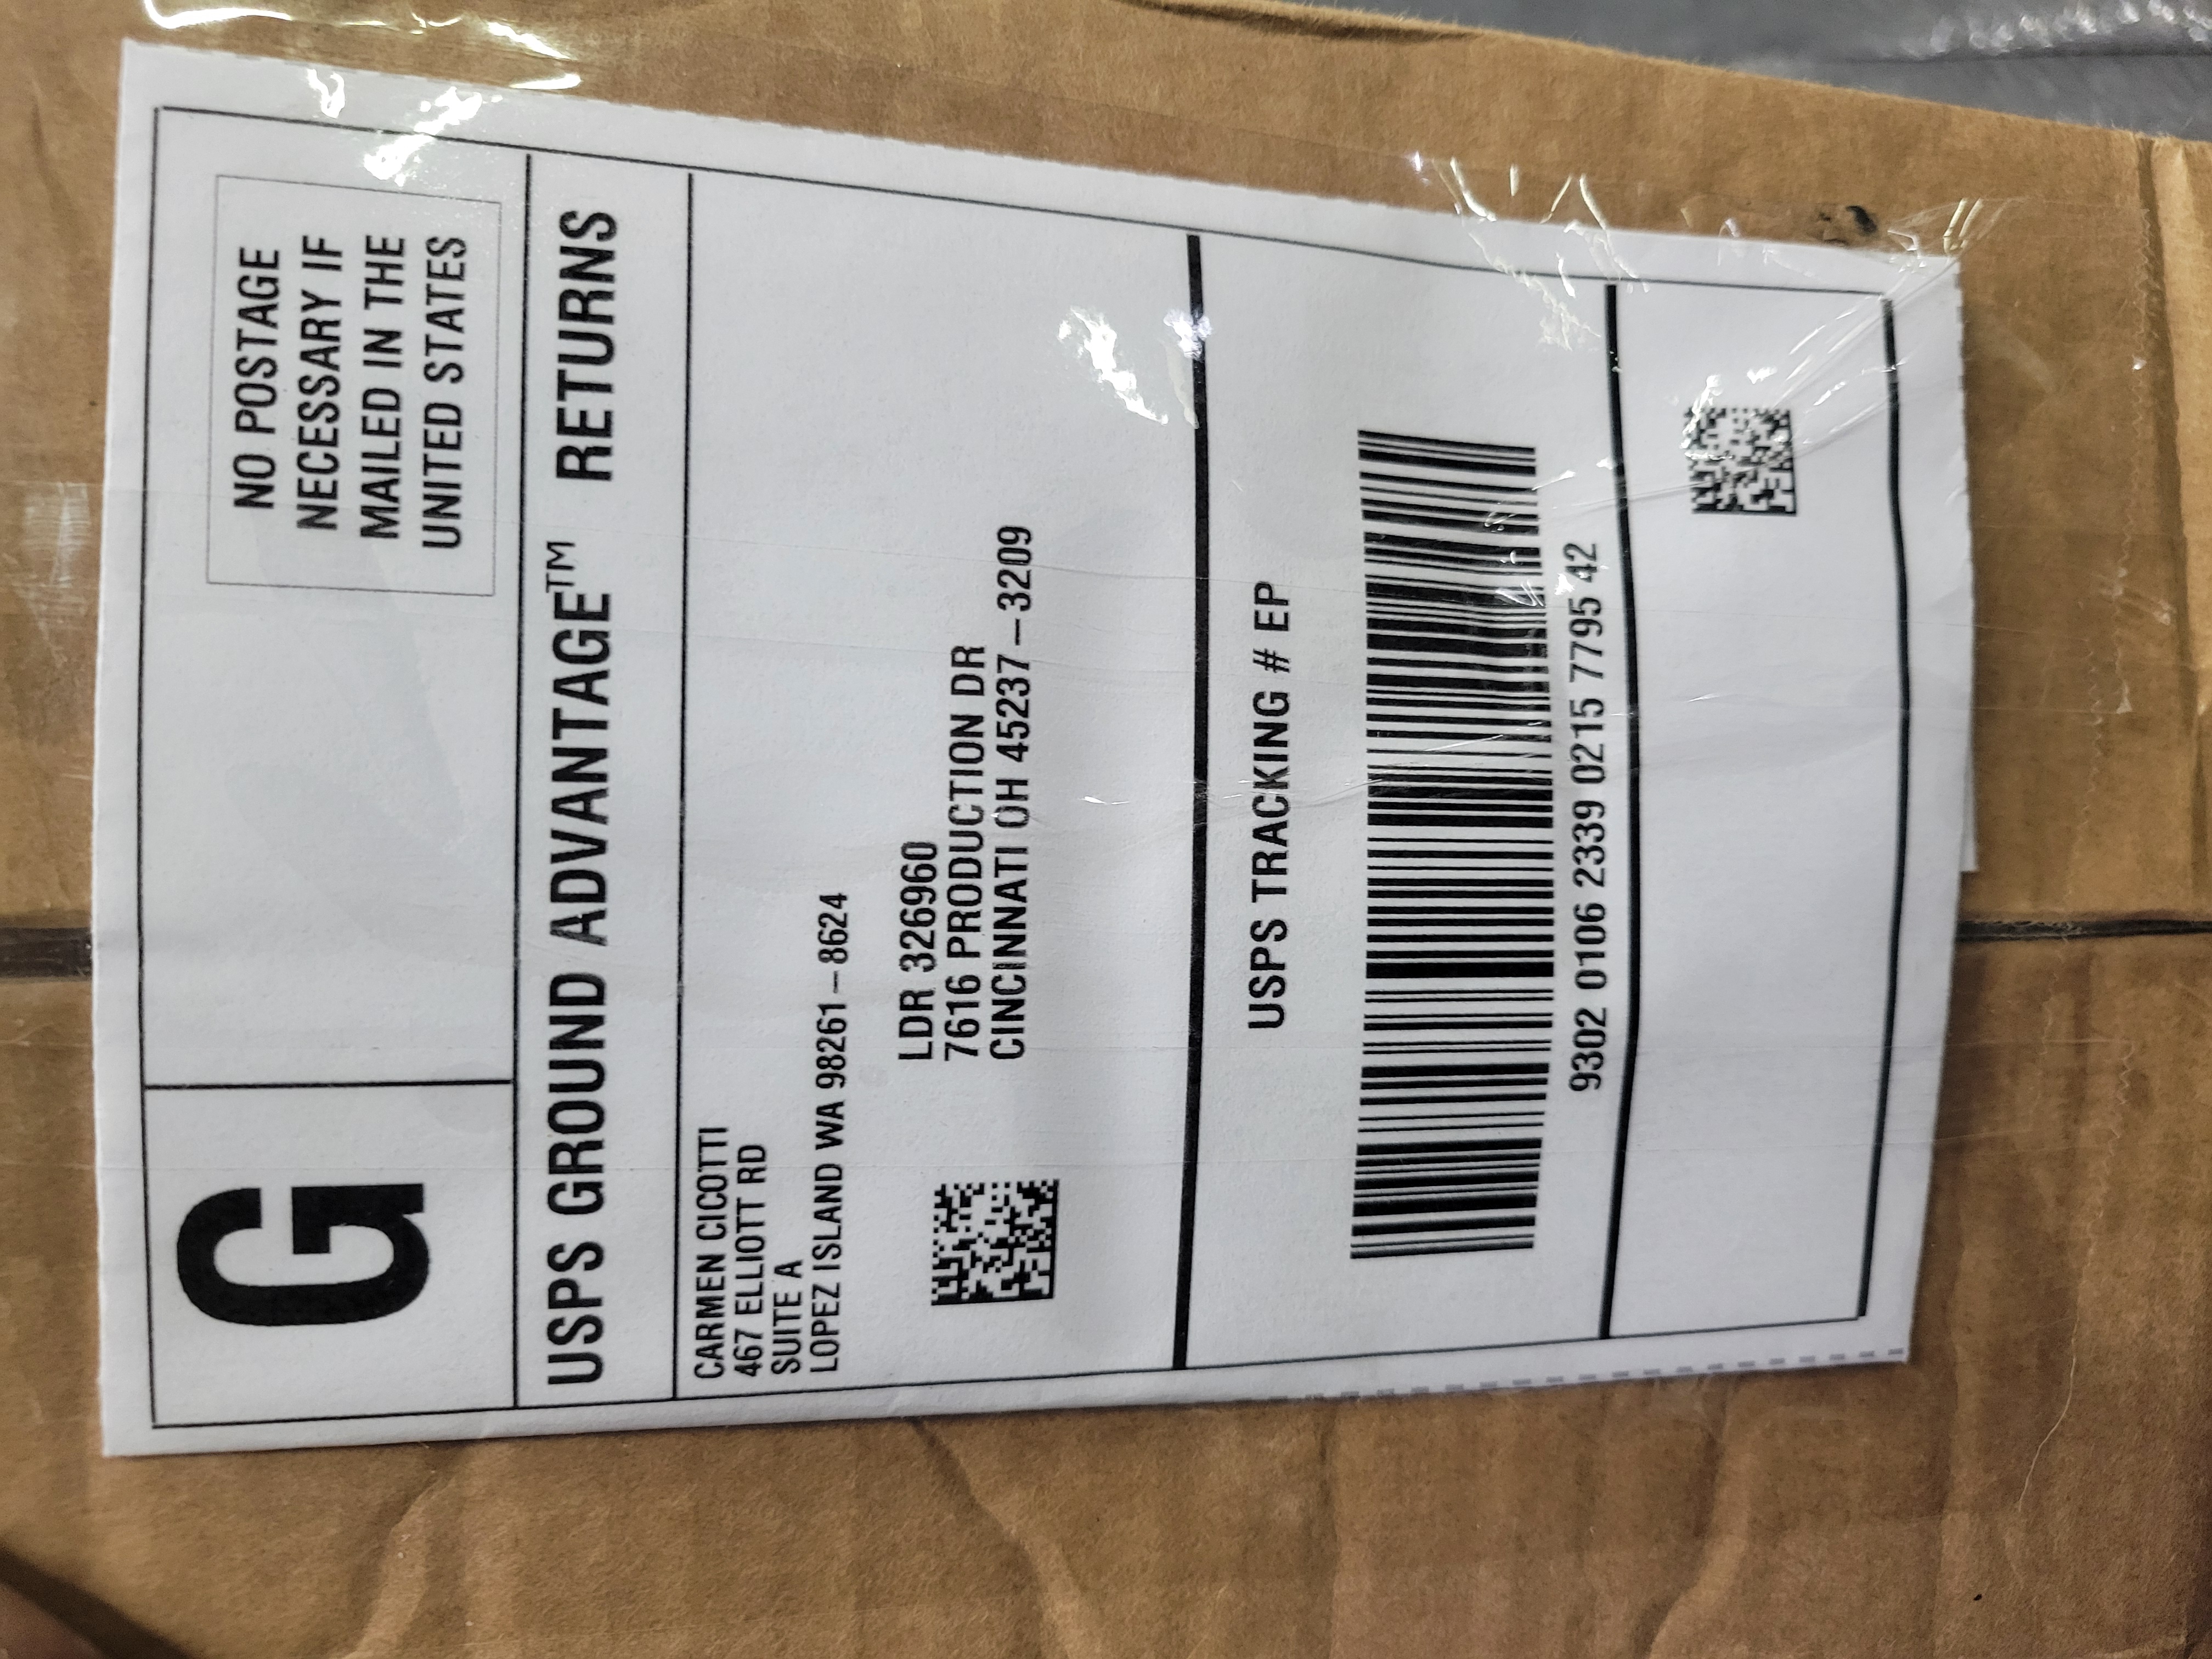 G
NO POSTAGE
NECESSARY IF
MAILED IN THE
UNITED STATES
USPS GROUND ADVANTAGE™ RETURNS
CARMEN CICOTTI
467 ELLIOTT RD
SUITE A
LOPEZ ISLAND WA 98261-8624
LDR 326960
7616 PRODUCTION DR
CINCINNATI OH 45237-3209
USPS TRACKING # EP
9302 0106 2339 0215 7795 42